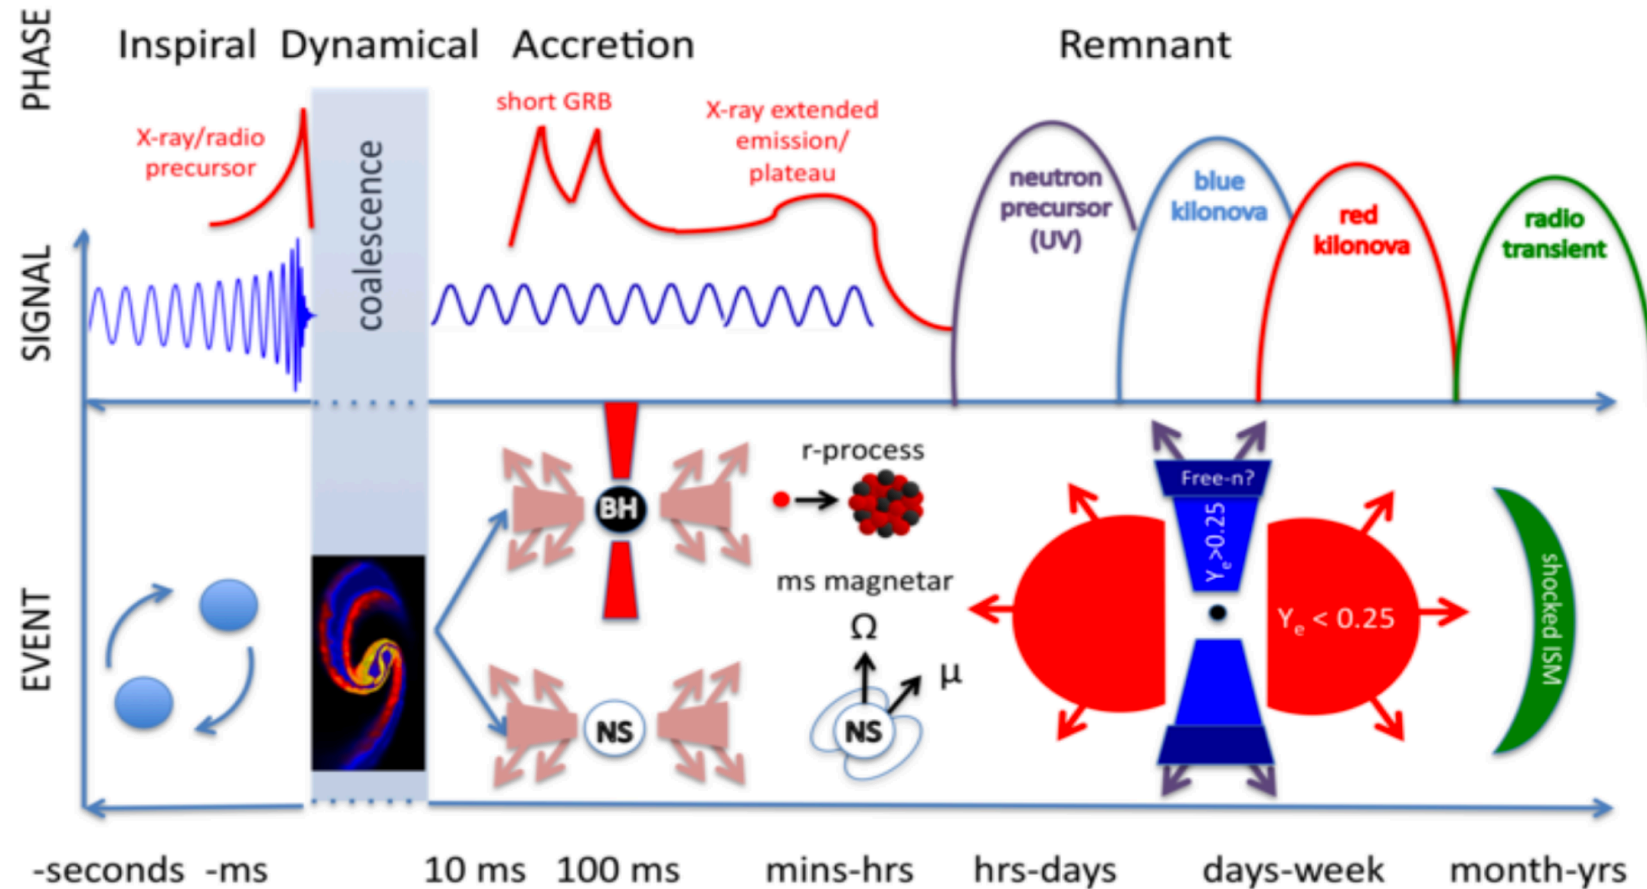 PHASE
Inspiral Dynamical Accretion Remnant
SIGNAL
X-ray/radio
precursor
coalescence
short GRB
X-ray extended
emission/
plateau
neutron
precursor
(UV)
blue
kilonova
red
kilonova
radio
transient
EVENT
BH
NS
r-process
ms magnetar
Ω
μ
NS
Free-n?
Yₑ>0.25
Yₑ < 0.25
shocked ISM
-seconds -ms 10 ms 100 ms mins-hrs hrs-days days-week month-yrs